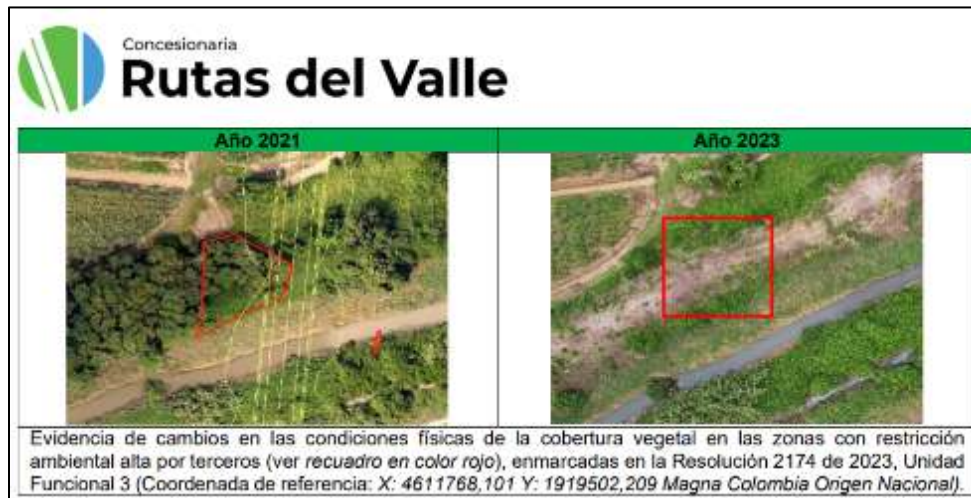 Concesionaria
Rutas del Valle
Año 2021
Año 2023
Evidencia de cambios en las condiciones físicas de la cobertura vegetal en las zonas con restricción
ambiental alta por terceros (ver recuadro en color rojo), enmarcadas en la Resolución 2174 de 2023, Unidad
Funcional 3 (Coordenada de referencia: X: 4611768,101 Y: 1919502,209 Magna Colombia Origen Nacional).